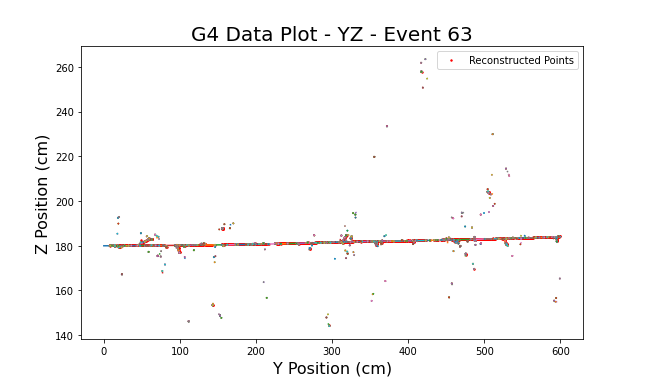 G4 Data Plot - YZ - Event 63
Reconstructed Points
260
240
220
200
180
160
140
Z Position (cm)
0 100 200 300 400 500 600
Y Position (cm)